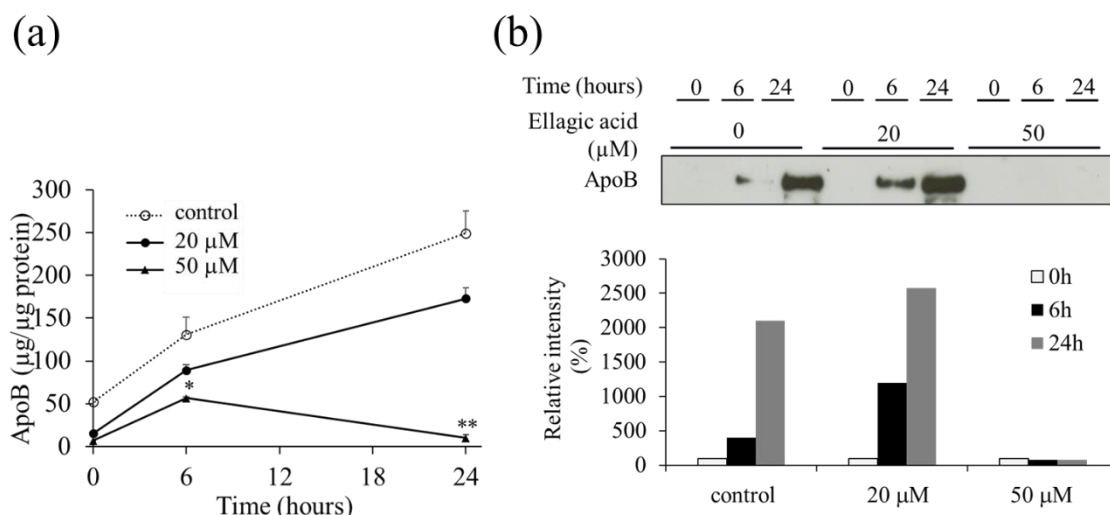 (a)
ApoB (µg/µg protein)
300
250
200
150
100
50
0
control
20 µM
50 µM
*
**
0 6 12 18 24
Time (hours)
(b)
Time (hours) 0 6 24 0 6 24 0 6 24
Ellagic acid
(µM)
0 20 50
ApoB
Relative intensity
(%)
3000
2500
2000
1500
1000
500
0
0h
6h
24h
control 20 µM 50 µM